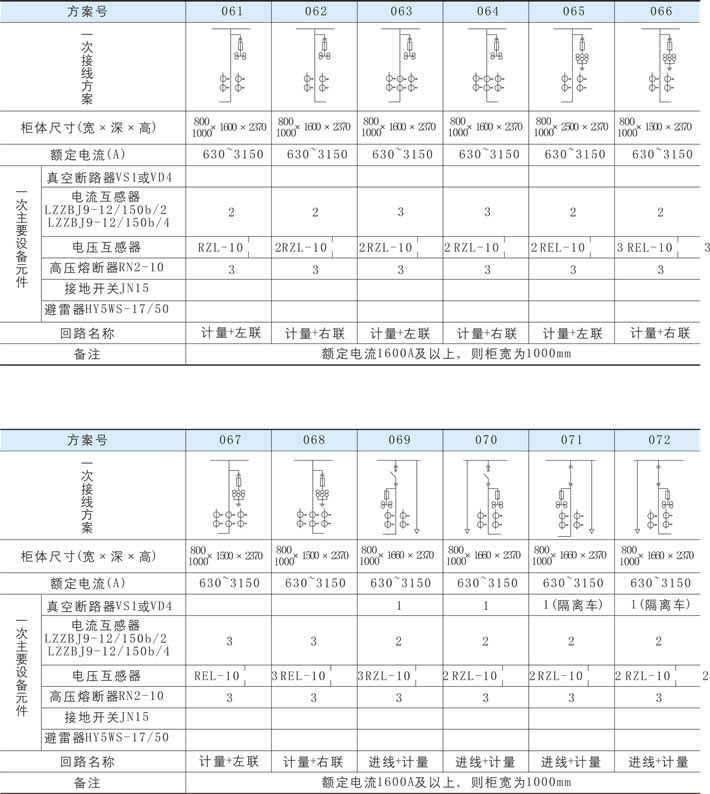 方案号 061 062 063 064 065 066
一次接线方案
柜体尺寸(宽×深×高) 800 1000×1600×2370 800 1000×1600×2370 800 1000×1600×2370 800 1000×1600×2370 800 1000×2500×2370 800 1000×1500×2370
额定电流(A) 630~3150 630~3150 630~3150 630~3150 630~3150 630~3150
一次主要设备元件
真空断路器VS1或VD4
电流互感器
LZZBJ9-12/150b/2
LZZBJ9-12/150b/4
2 2 3 3 2 2
电压互感器 RZL-10 2 RZL-10 2 RZL-10 2 RZL-10 2 REL-10 3 REL-10 3
高压熔断器RN2-10 3 3 3 3 3 3
接地开关JN15
避雷器HY5WS-17/50
回路名称 计量+左联 计量+右联 计量+左联 计量+右联 计量+左联 计量+右联
备注 额定电流1600A及以上，则柜宽为1000mm
方案号 067 068 069 070 071 072
一次接线方案
柜体尺寸(宽×深×高) 800 1000×1500×2370 800 1000×1500×2370 800 1000×1660×2370 800 1000×1660×2370 800 1000×1660×2370 800 1000×1660×2370
额定电流(A) 630~3150 630~3150 630~3150 630~3150 630~3150 630~3150
一次主要设备元件
真空断路器VS1或VD4 1 1 1(隔离车) 1(隔离车)
电流互感器
LZZBJ9-12/150b/2
LZZBJ9-12/150b/4
3 3 2 2 2 2
电压互感器 REL-10 3 REL-10 3 RZL-10 2 RZL-10 2 RZL-10 2 RZL-10 2
高压熔断器RN2-10 3 3 3 3 3 3
接地开关JN15
避雷器HY5WS-17/50
回路名称 计量+左联 计量+右联 进线+计量 进线+计量 进线+计量 进线+计量
备注 额定电流1600A及以上，则柜宽为1000mm